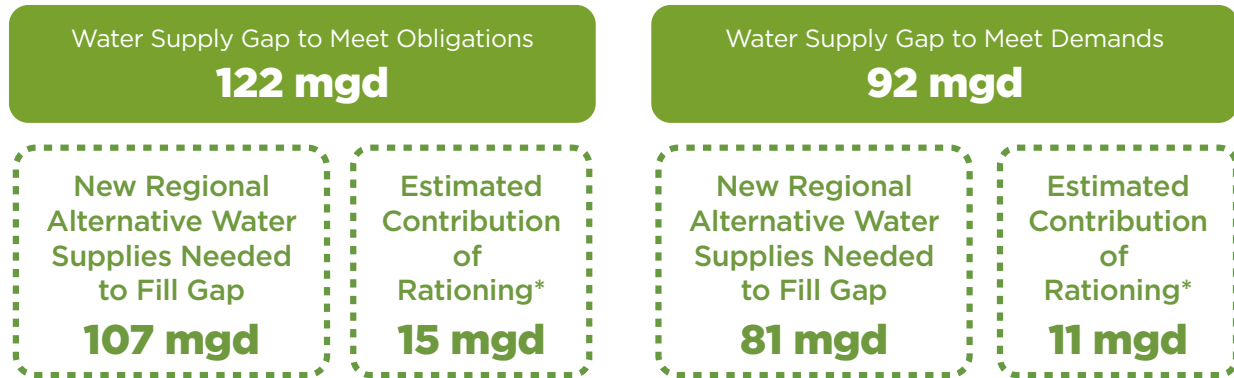 Water Supply Gap to Meet Obligations
122 mgd
New Regional
Alternative Water
Supplies Needed
to Fill Gap
107 mgd
Estimated
Contribution
of
Rationing*
15 mgd
Water Supply Gap to Meet Demands
92 mgd
New Regional
Alternative Water
Supplies Needed
to Fill Gap
81 mgd
Estimated
Contribution
of
Rationing*
11 mgd